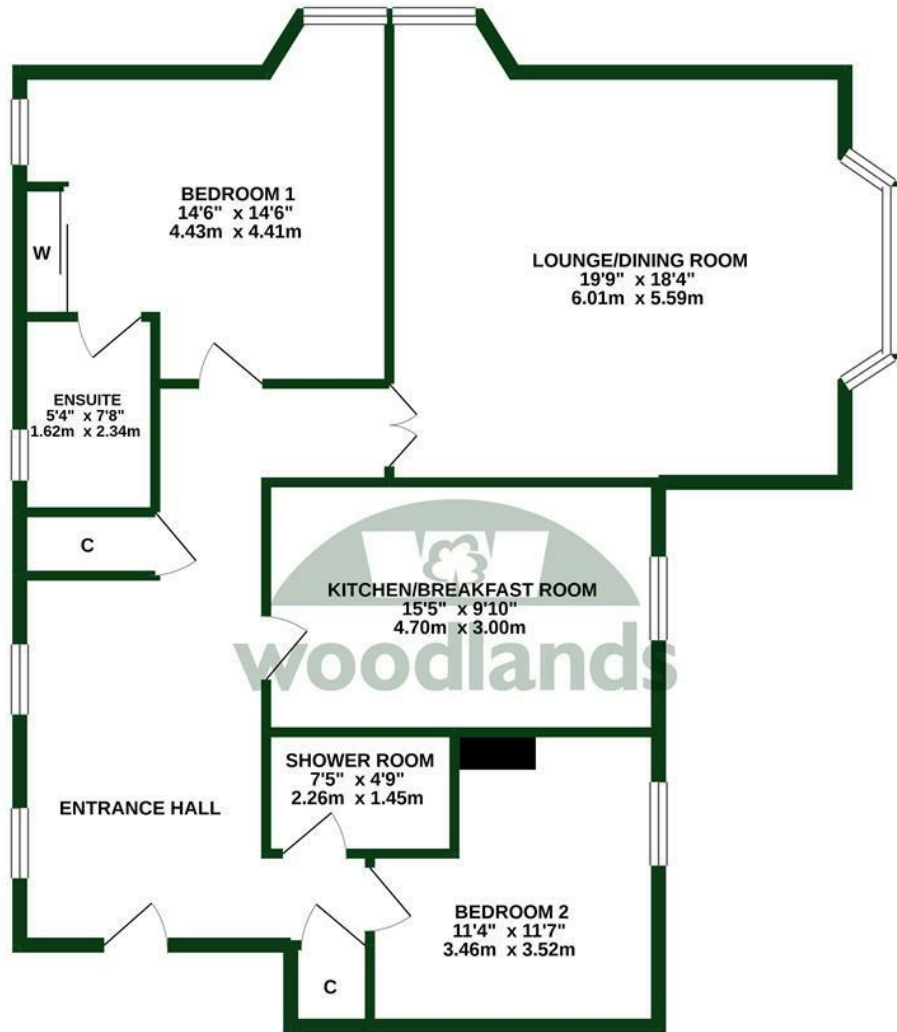 BEDROOM 1
14'6" x 14'6"
4.43m x 4.41m
W
LOUNGE/DINING ROOM
19'9" x 18'4"
6.01m x 5.59m
ENSUITE
5'4" x 7'8"
1.62m x 2.34m
C
KITCHEN/BREAKFAST ROOM
15'5" x 9'10"
4.70m x 3.00m
woodlands
SHOWER ROOM
7'5" x 4'9"
2.26m x 1.45m
ENTRANCE HALL
BEDROOM 2
11'4" x 11'7"
3.46m x 3.52m
C